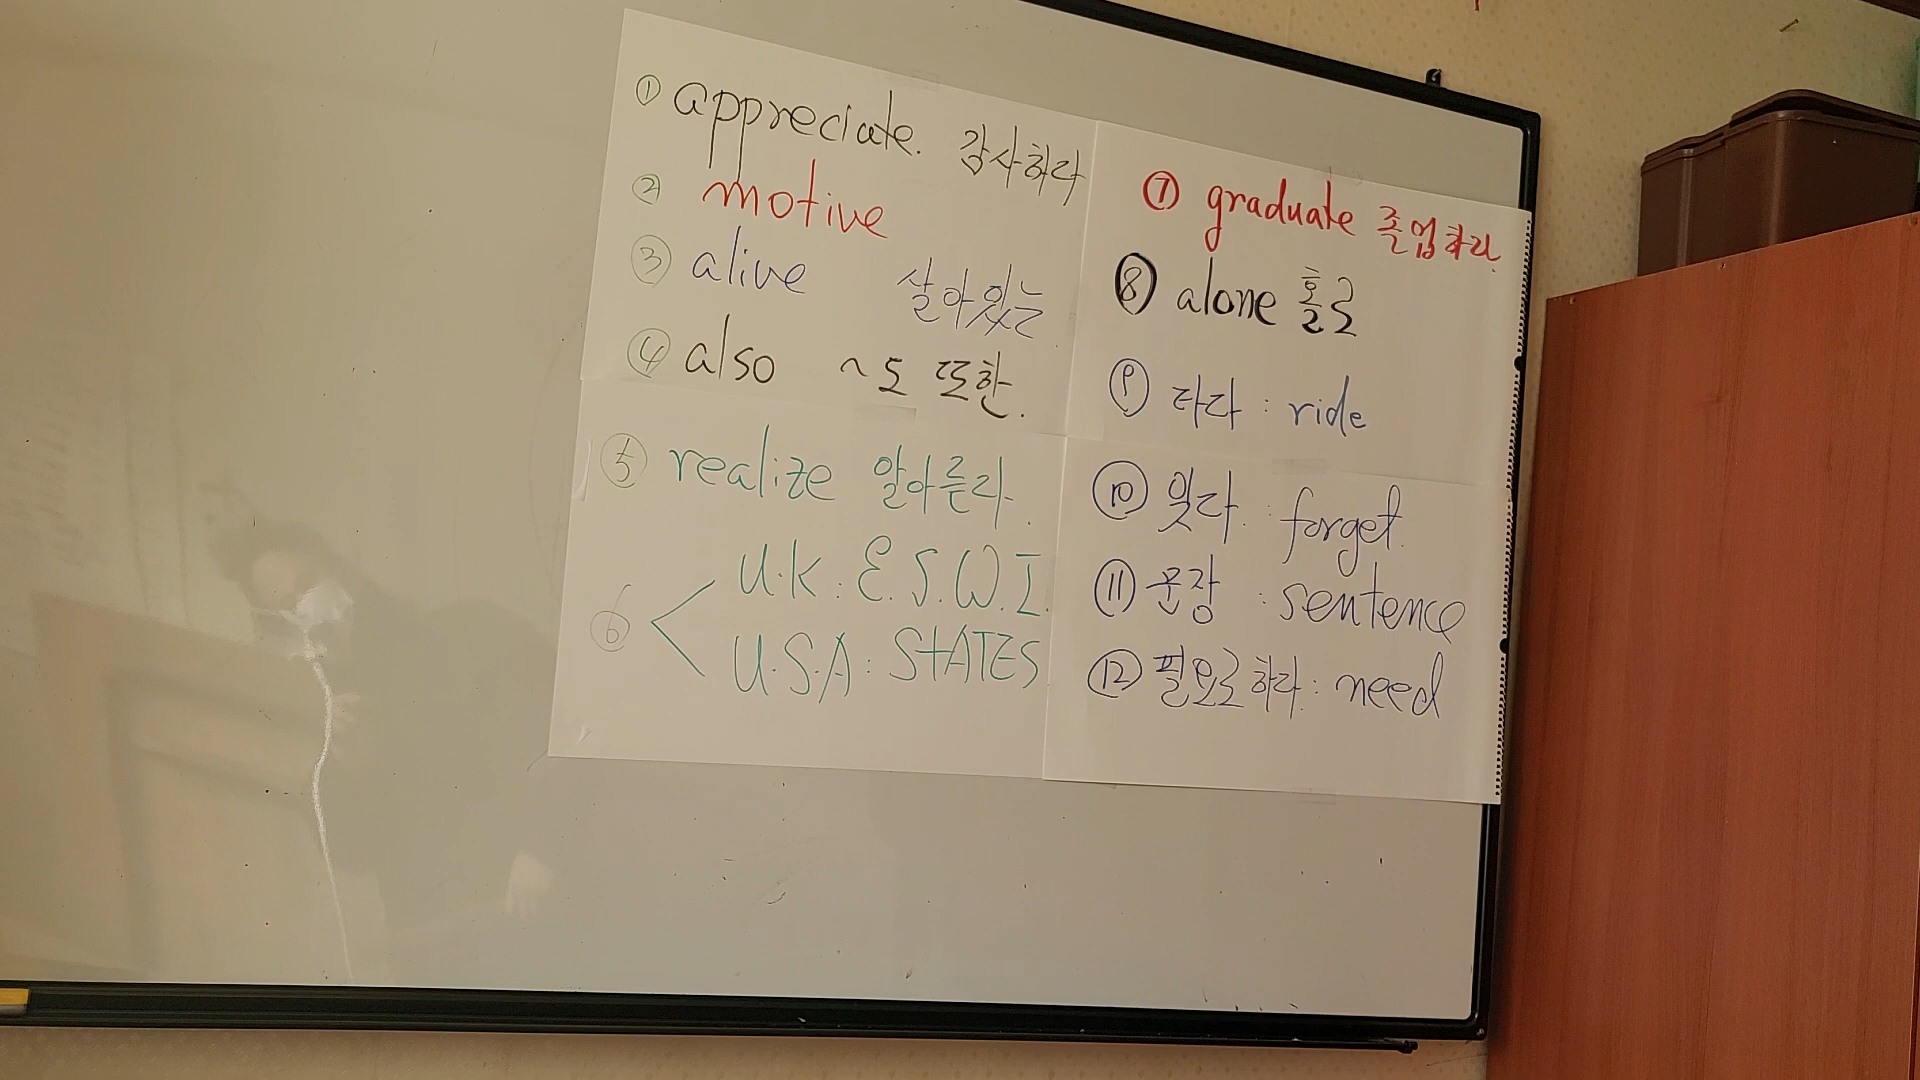 ① appreciate. 감사하다
② motive
③ alive 살아있는
④ also ~도 또한.
⑤ realize 알아듣다.
⑥ < U.K : E. S. W. I.
U.S.A : STATES
⑦ graduate 졸업하다.
⑧ alone 홀로
⑨ 타다 : ride
⑩ 잊다 : forget.
⑪ 문장 : sentence
⑫ 필요로 하다 : need